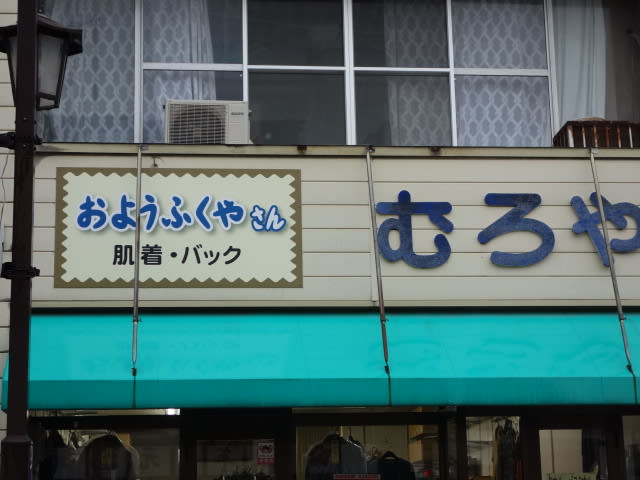 おようふくやさん
肌着・バック
むろや